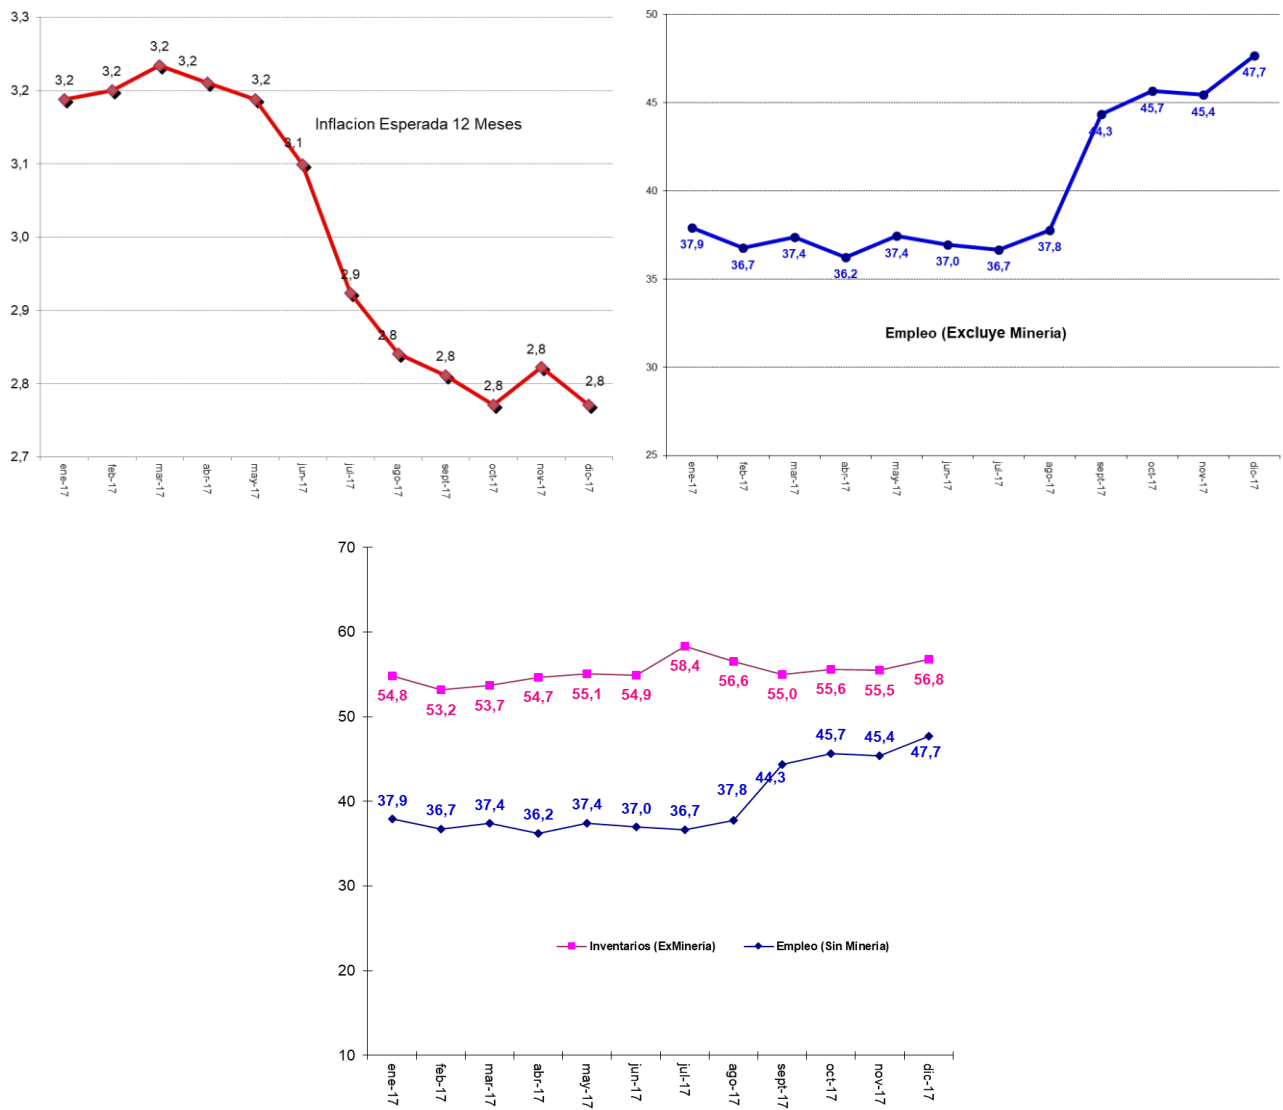 3,3
3,2
3,1
3,0
2,9
2,8
2,7
3,2
3,2
3,2
3,2
3,2
3,1
2,9
2,8
2,8
2,8
2,8
2,8
Inflacion Esperada 12 Meses
ene-17
feb-17
mar-17
abr-17
may-17
jun-17
jul-17
ago-17
sept-17
oct-17
nov-17
dic-17
50
45
40
35
30
25
37,9
36,7
37,4
36,2
37,4
37,0
36,7
37,8
44,3
45,7
45,4
47,7
Empleo (Excluye Minería)
ene-17
feb-17
mar-17
abr-17
may-17
jun-17
jul-17
ago-17
sept-17
oct-17
nov-17
dic-17
70
60
50
40
30
20
10
54,8
53,2
53,7
54,7
55,1
54,9
58,4
56,6
55,0
55,6
55,5
56,8
37,9
36,7
37,4
36,2
37,4
37,0
36,7
37,8
44,3
45,7
45,4
47,7
Inventarios (ExMinería)
Empleo (Sin Mineria)
ene-17
feb-17
mar-17
abr-17
may-17
jun-17
jul-17
ago-17
sept-17
oct-17
nov-17
dic-17